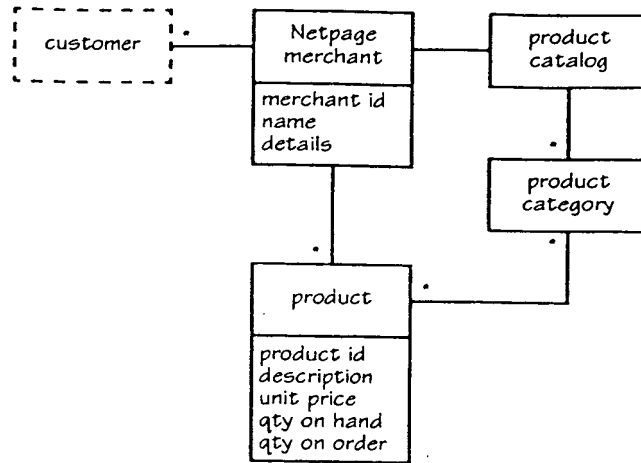 customer
Netpage
merchant
merchant id
name
details
product
catalog
product
category
product
product id
description
unit price
qty on hand
qty on order